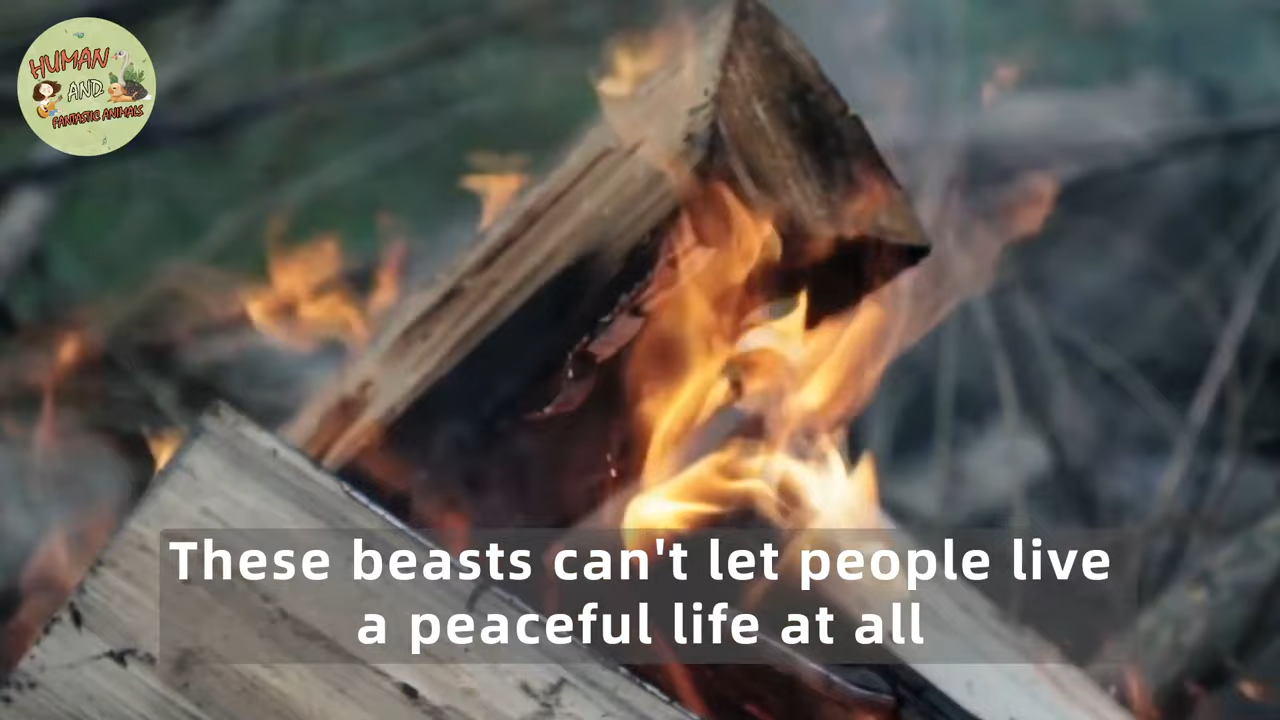 HUMAN
AND
FANTASTIC ANIMALS
These beasts can't let people live
a peaceful life at all